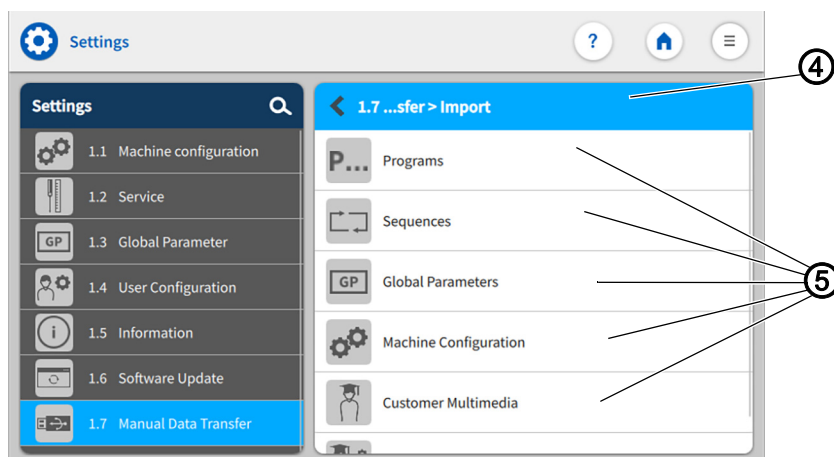 Settings
?
④
Settings
1.7 ...sfer > Import
1.1 Machine configuration
P... Programs
1.2 Service
Sequences
GP 1.3 Global Parameter
GP Global Parameters
⑤
1.4 User Configuration
i 1.5 Information
Machine Configuration
1.6 Software Update
Customer Multimedia
1.7 Manual Data Transfer